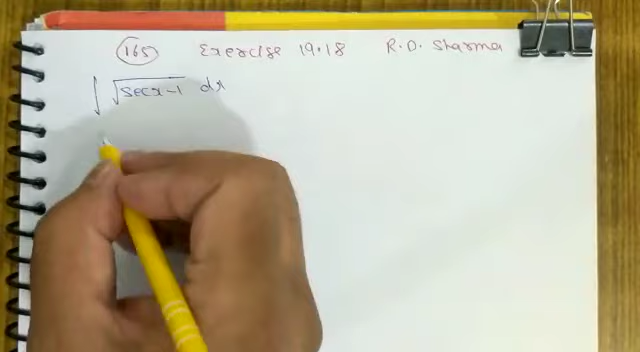 165 Exercise 19.18 R.D. Sharma
∫ √secx-1 dx